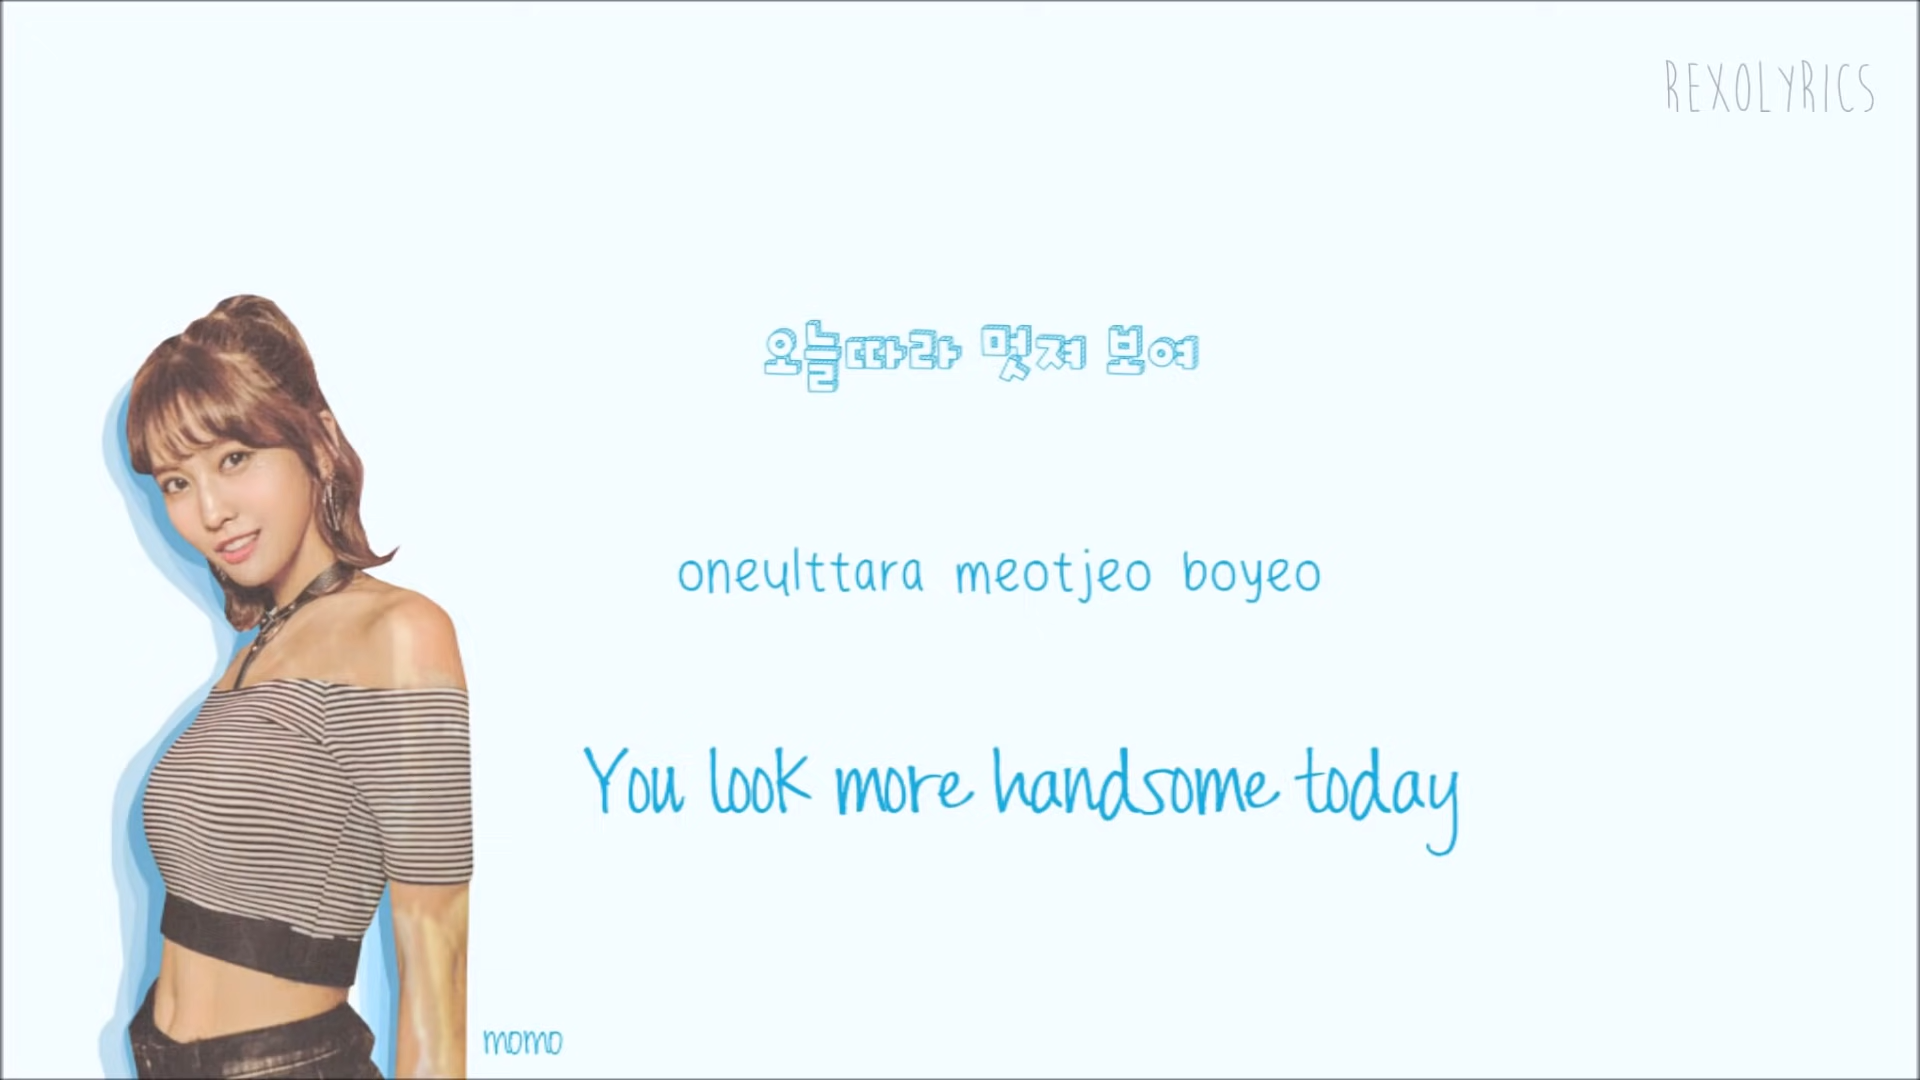 REXOLYRICS
오늘따라 멋져 보여
oneulttara meotjeo boyeo
You look more handsome today
momo